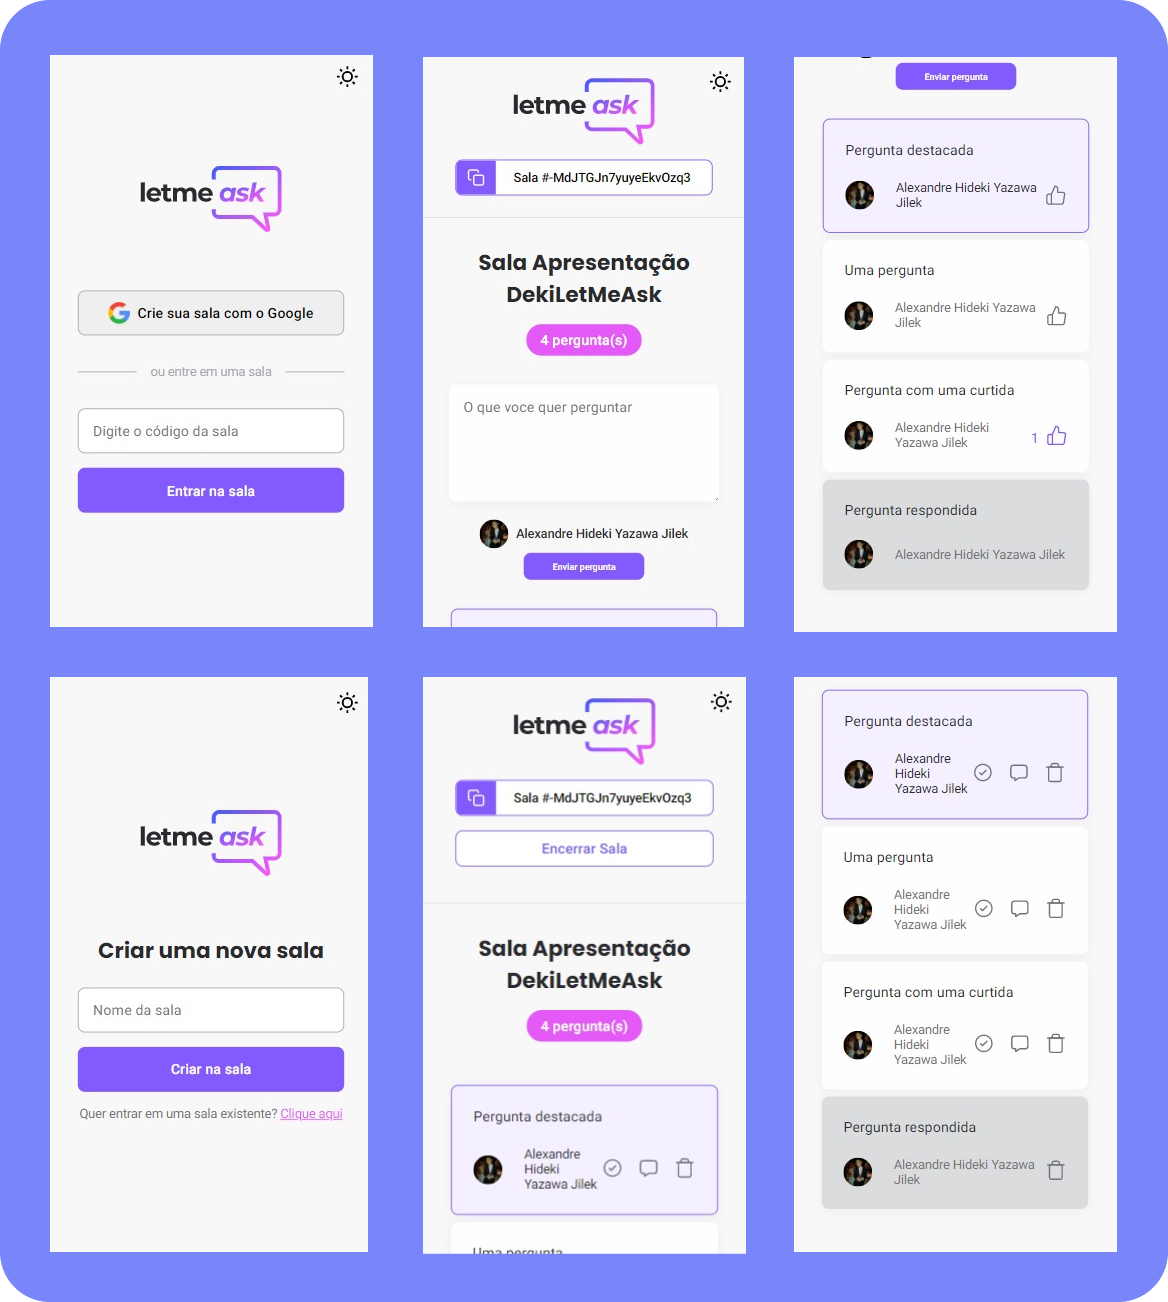 letme ask
Crie sua sala com o Google
ou entre em uma sala
Digite o código da sala
Entrar na sala
letme ask
Sala #-MdJTGJn7yuyeEkvOzq3
Sala Apresentação
DekiLetMeAsk
4 pergunta(s)
O que voce quer perguntar
Alexandre Hideki Yazawa Jilek
Enviar pergunta
Enviar pergunta
Pergunta destacada
Alexandre Hideki Yazawa
Jilek
Uma pergunta
Alexandre Hideki Yazawa
Jilek
Pergunta com uma curtida
Alexandre Hideki
Yazawa Jilek
1
Pergunta respondida
Alexandre Hideki Yazawa Jilek
letme ask
Criar uma nova sala
Nome da sala
Criar na sala
Quer entrar em uma sala existente? Clique aqui
letme ask
Sala #-MdJTGJn7yuyeEkvOzq3
Encerrar Sala
Sala Apresentação
DekiLetMeAsk
4 pergunta(s)
Pergunta destacada
Alexandre
Hideki
Yazawa Jilek
Uma pergunta
Pergunta destacada
Alexandre
Hideki
Yazawa Jilek
Uma pergunta
Alexandre
Hideki
Yazawa Jilek
Pergunta com uma curtida
Alexandre
Hideki
Yazawa Jilek
Pergunta respondida
Alexandre Hideki Yazawa
Jilek